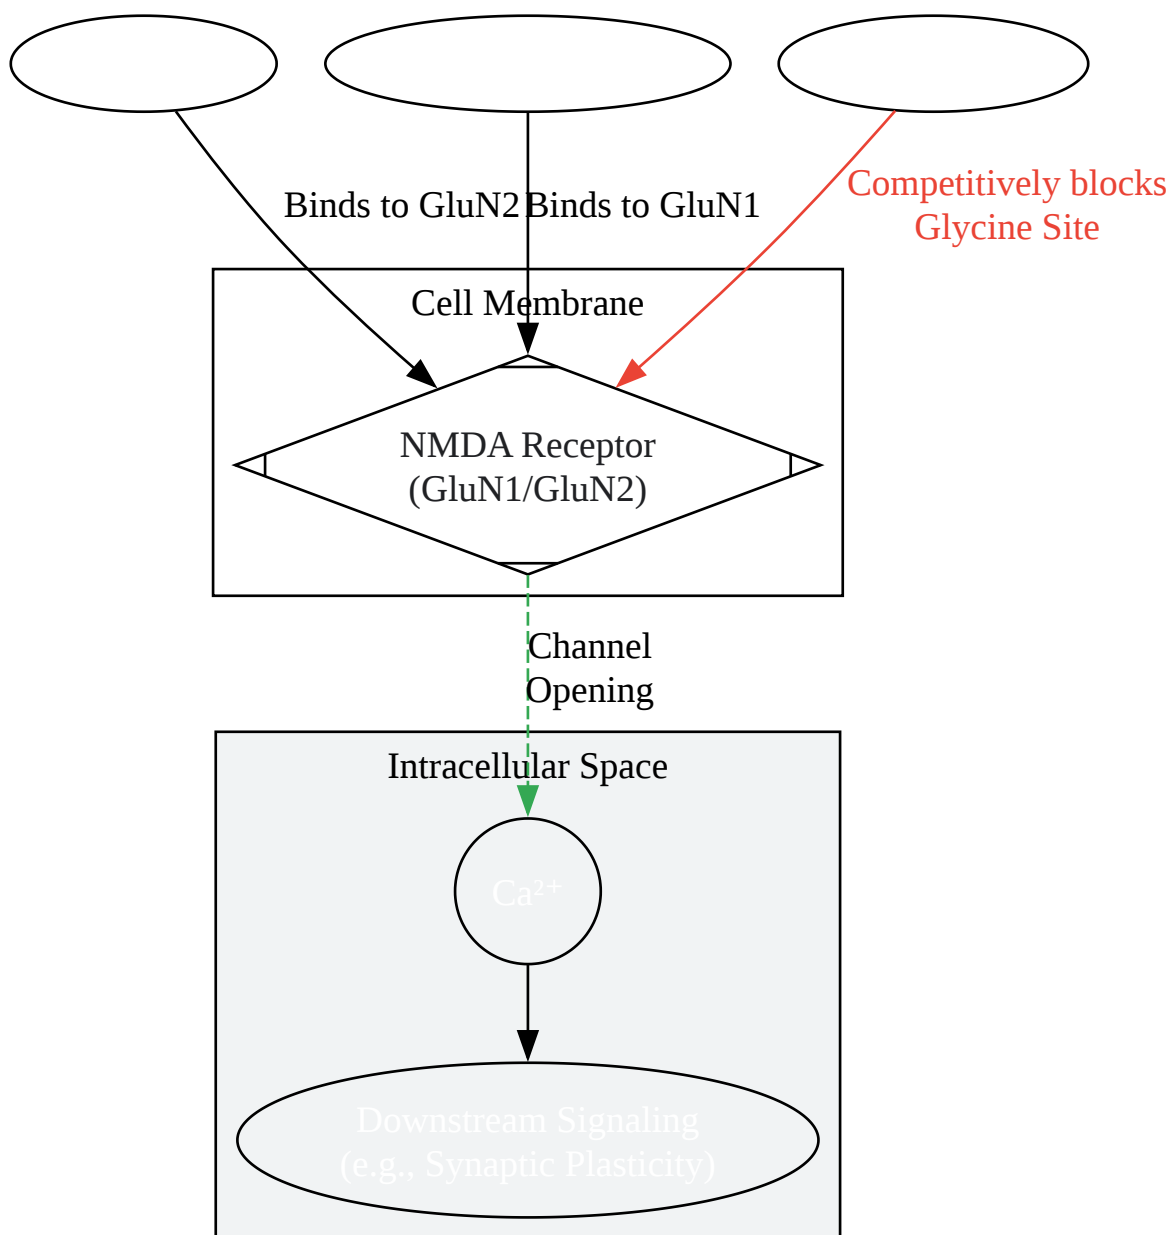 Binds to GluN2
Binds to GluN1
Competitively blocks
Glycine Site
Cell Membrane
NMDA Receptor
(GluN1/GluN2)
Channel
Opening
Intracellular Space
Ca²⁺
Downstream Signaling
(e.g., Synaptic Plasticity)